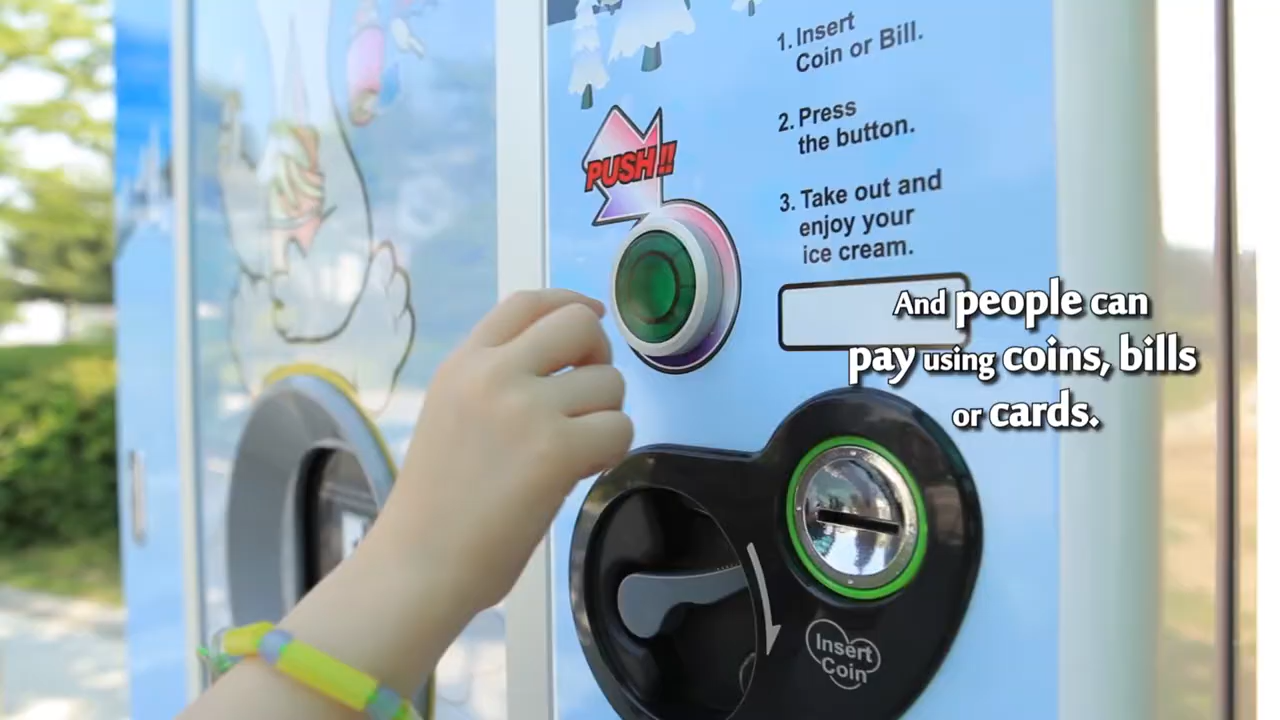 1. Insert
Coin or Bill.
2. Press
the button.
PUSH!!
3. Take out and
enjoy your
ice cream.
And people can
pay using coins, bills
or cards.
Insert
Coin